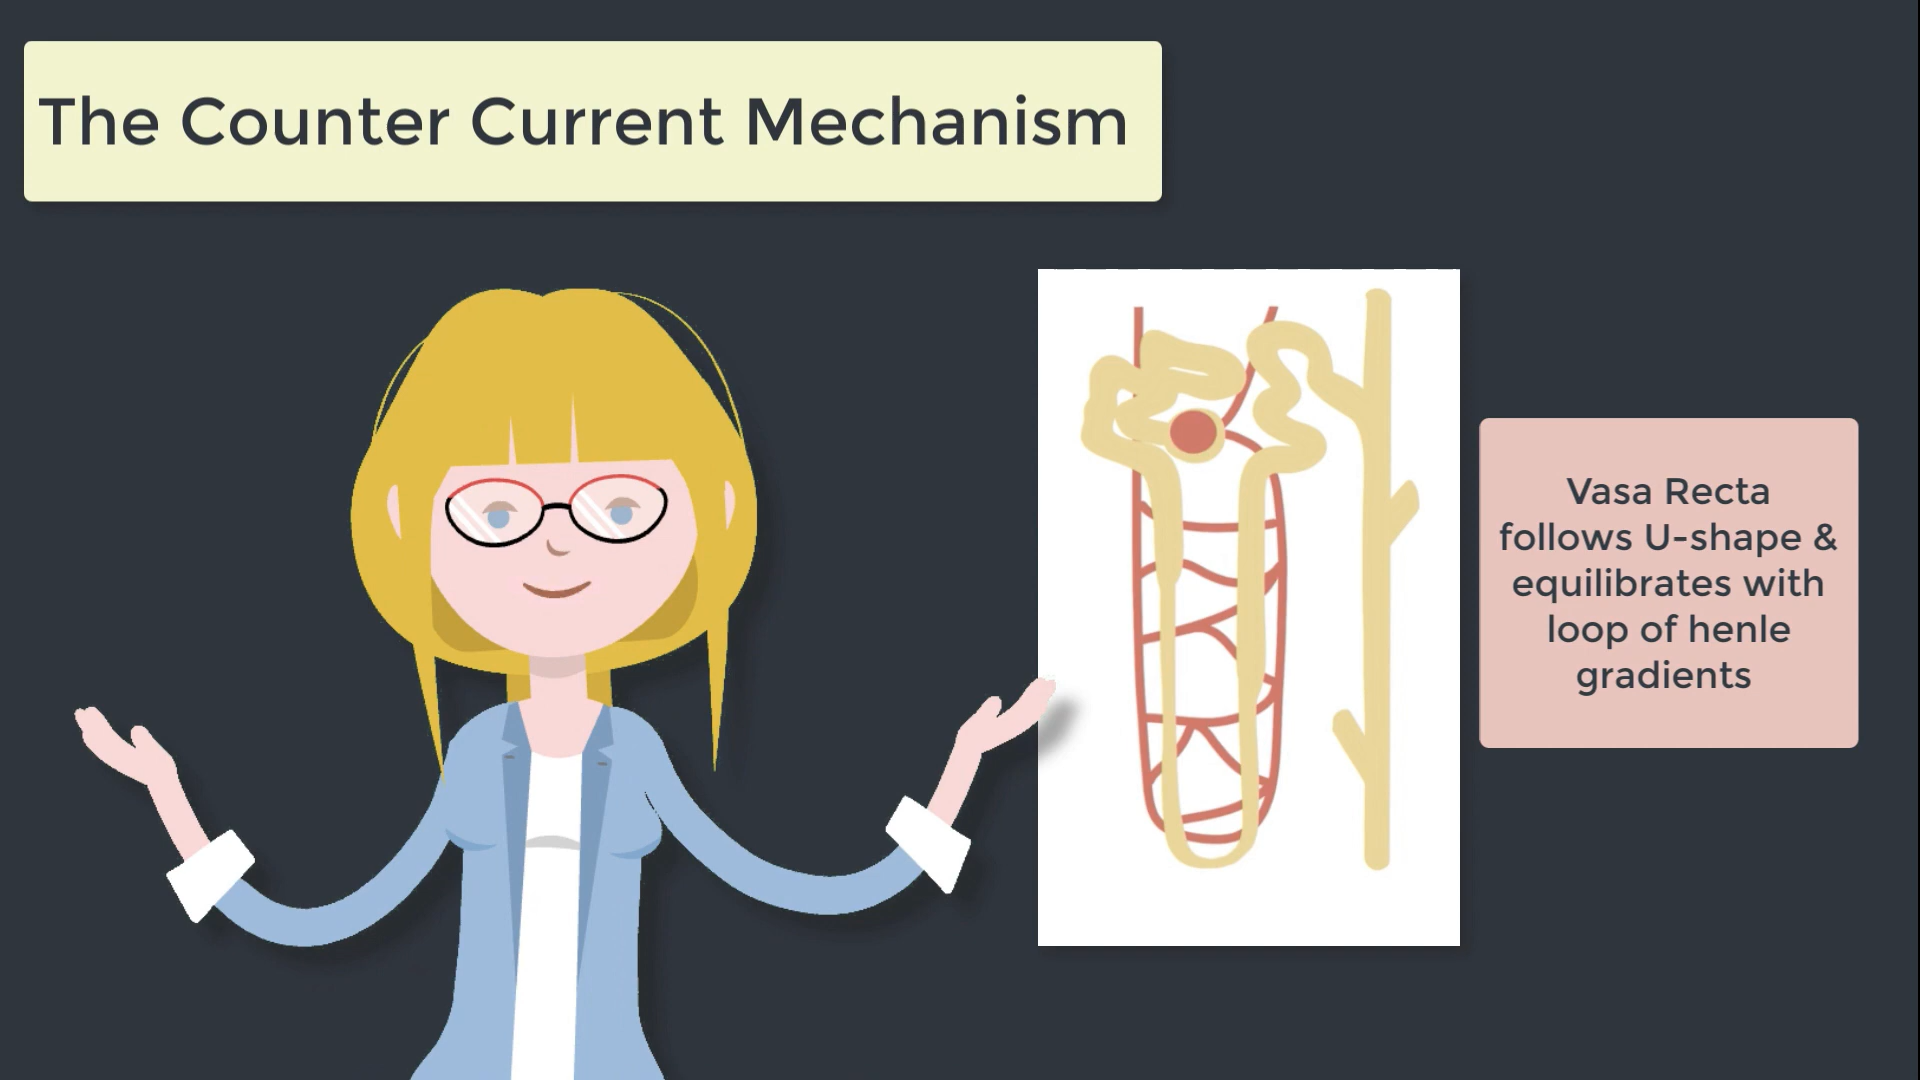 The Counter Current Mechanism
Vasa Recta
follows U-shape &
equilibrates with
loop of henle
gradients